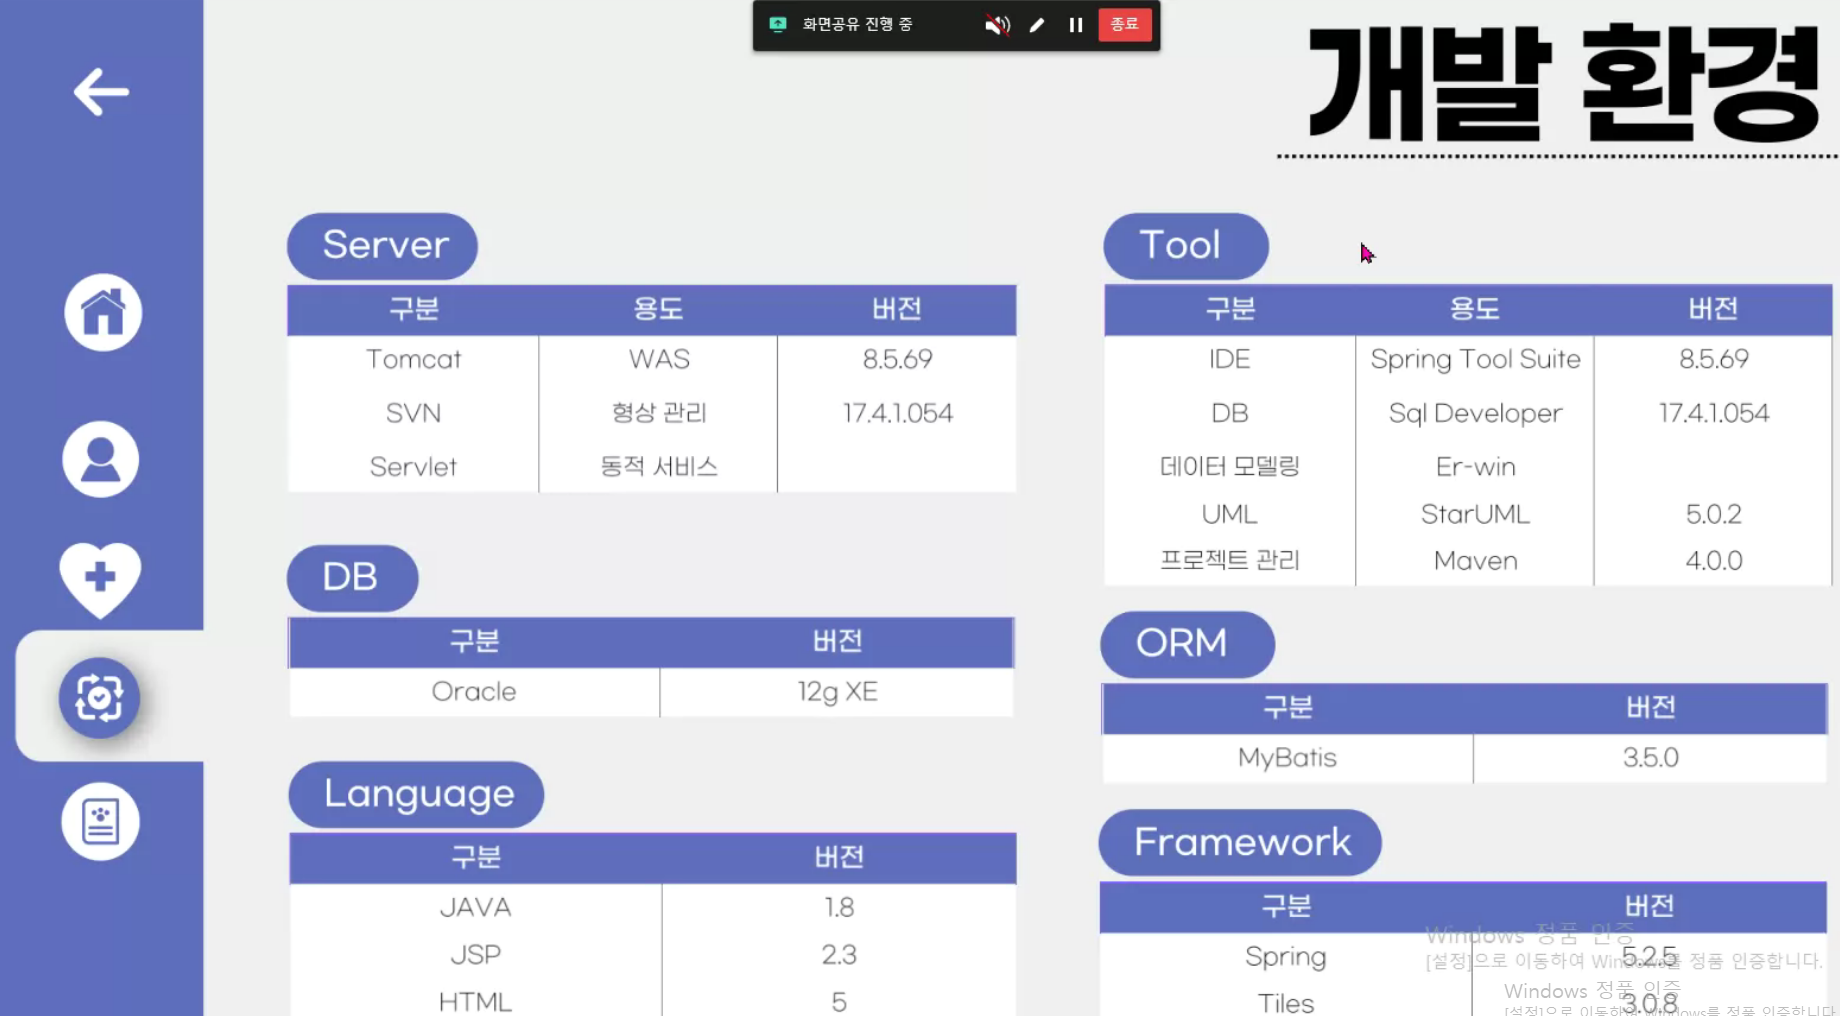 화면공유 진행 중
종료
개발 환경
Server
구분 용도 버전
Tomcat WAS 8.5.69
SVN 형상 관리 17.4.1.054
Servlet 동적 서비스
DB
구분 버전
Oracle 12g XE
Language
구분 버전
JAVA 1.8
JSP 2.3
HTML 5
Tool
구분 용도 버전
IDE Spring Tool Suite 8.5.69
DB Sql Developer 17.4.1.054
데이터 모델링 Er-win
UML StarUML 5.0.2
프로젝트 관리 Maven 4.0.0
ORM
구분 버전
MyBatis 3.5.0
Framework
구분 버전
Spring 5.2.5
Tiles 3.0.8
Windows 정품 인증
[설정]으로 이동하여 Windows를 정품 인증합니다.
Windows 정품 인증
[설정]으로 이동하여 Windows를 정품 인증합니다